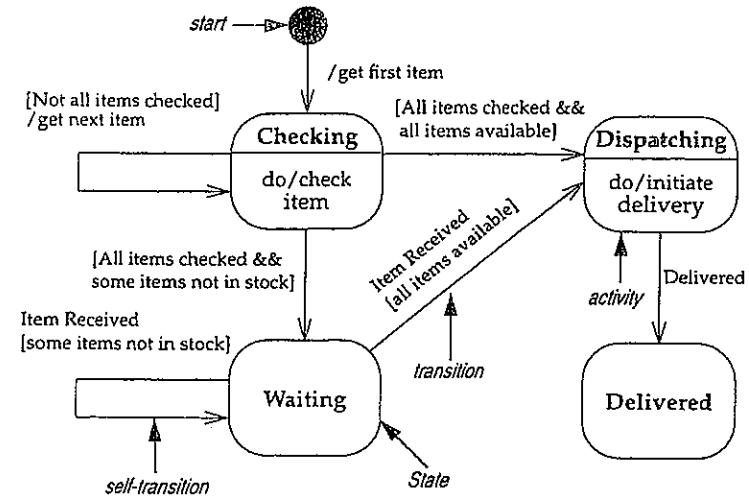 start
/get first item
[Not all items checked]
/get next item
[All items checked &&
all items available]
Checking
do/check
item
Dispatching
do/initiate
delivery
[All items checked &&
some items not in stock]
Item Received
[all items available]
activity
Delivered
Item Received
[some items not in stock]
transition
Waiting
Delivered
self-transition
State